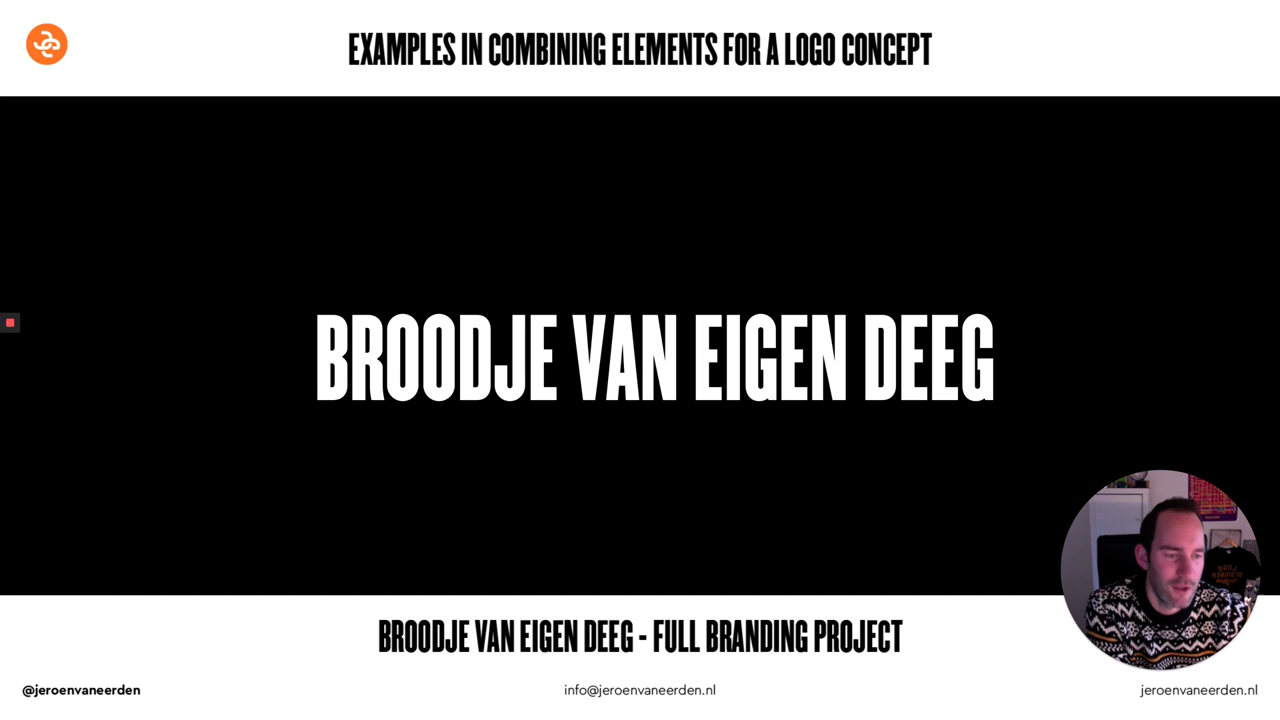 EXAMPLES IN COMBINING ELEMENTS FOR A LOGO CONCEPT
BROODJE VAN EIGEN DEEG
BROODJE VAN EIGEN DEEG - FULL BRANDING PROJECT
@jeroenvaneerden
info@jeroenvaneerden.nl
jeroenvaneerden.nl